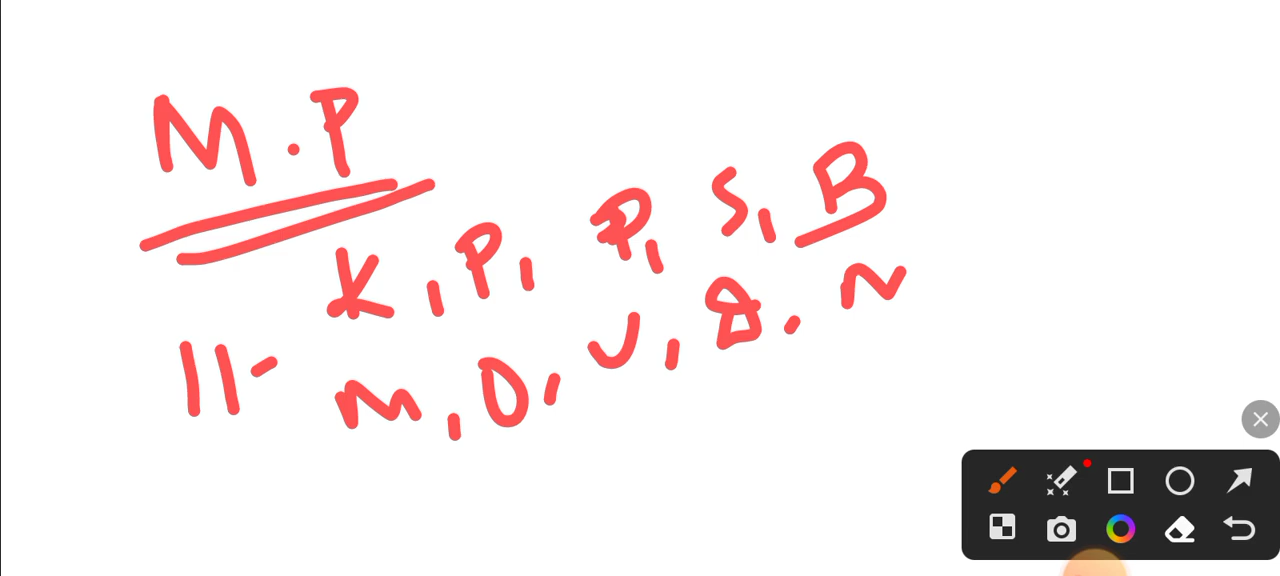 M.P
K, P, P, S, B
11- M, D, U, D, N